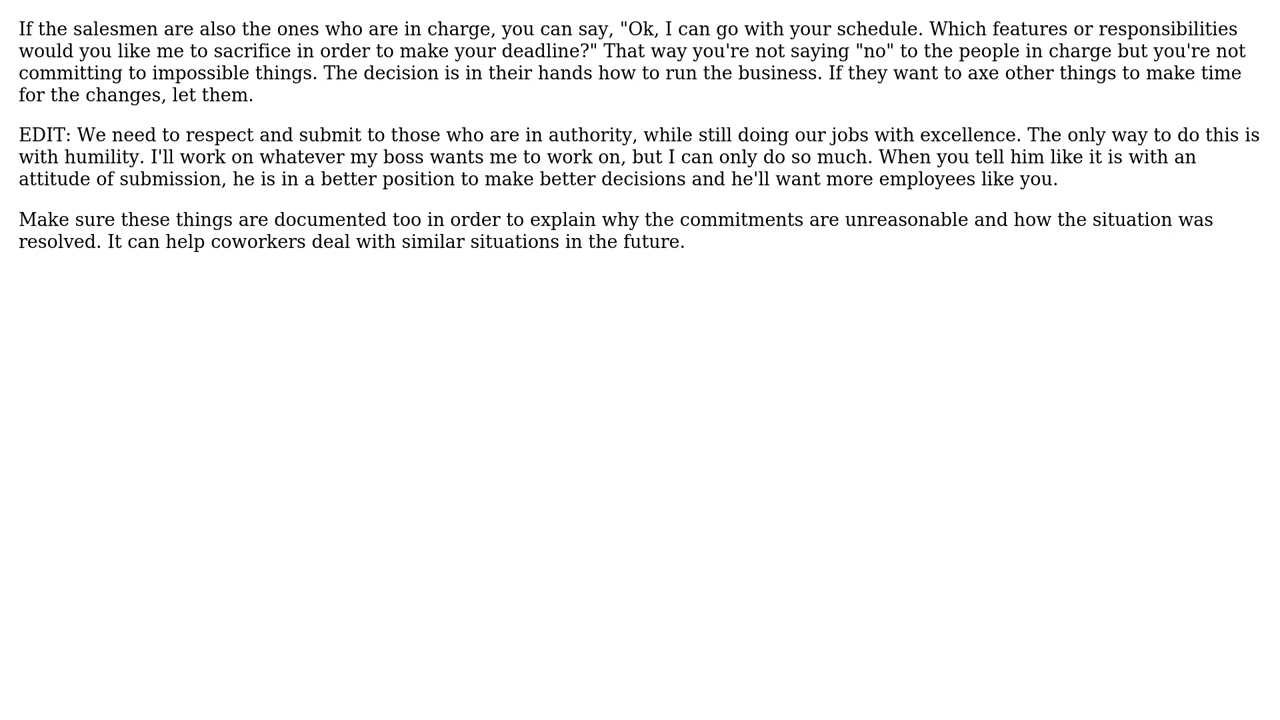 If the salesmen are also the ones who are in charge, you can say, "Ok, I can go with your schedule. Which features or responsibilities
would you like me to sacrifice in order to make your deadline?" That way you're not saying "no" to the people in charge but you're not
committing to impossible things. The decision is in their hands how to run the business. If they want to axe other things to make time
for the changes, let them.
EDIT: We need to respect and submit to those who are in authority, while still doing our jobs with excellence. The only way to do this is
with humility. I'll work on whatever my boss wants me to work on, but I can only do so much. When you tell him like it is with an
attitude of submission, he is in a better position to make better decisions and he'll want more employees like you.
Make sure these things are documented too in order to explain why the commitments are unreasonable and how the situation was
resolved. It can help coworkers deal with similar situations in the future.